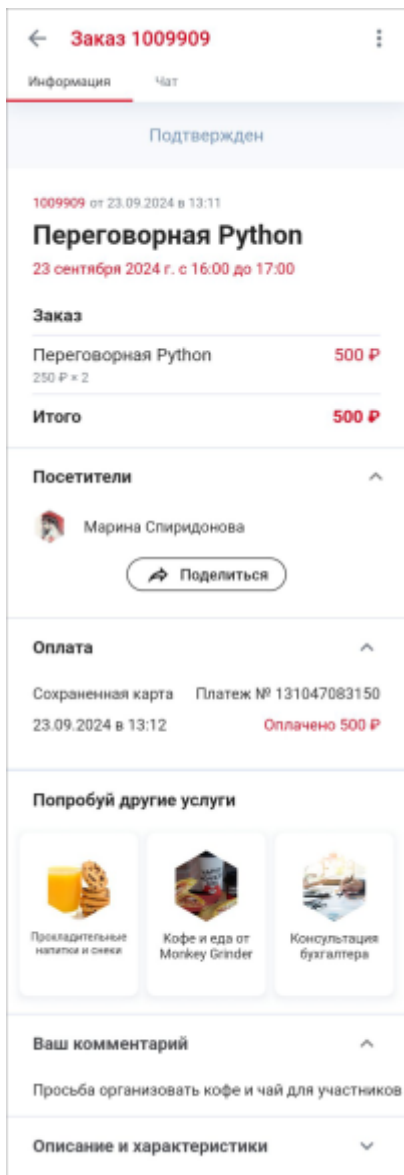 Заказ 1009909
Информация Чат
Подтвержден
1009909 от 23.09.2024 в 13:11
Переговорная Python
23 сентября 2024 г. с 16:00 до 17:00
Заказ
Переговорная Python 500 ₽
250 ₽ × 2
Итого 500 ₽
Посетители
Марина Спиридонова
Поделиться
Оплата
Сохраненная карта Платеж № 131047083150
23.09.2024 в 13:12 Оплачено 500 ₽
Попробуй другие услуги
Прохладительные
напитки и снеки
Кофе и еда от
Monkey Grinder
Консультация
бухгалтера
Ваш комментарий
Просьба организовать кофе и чай для участников
Описание и характеристики